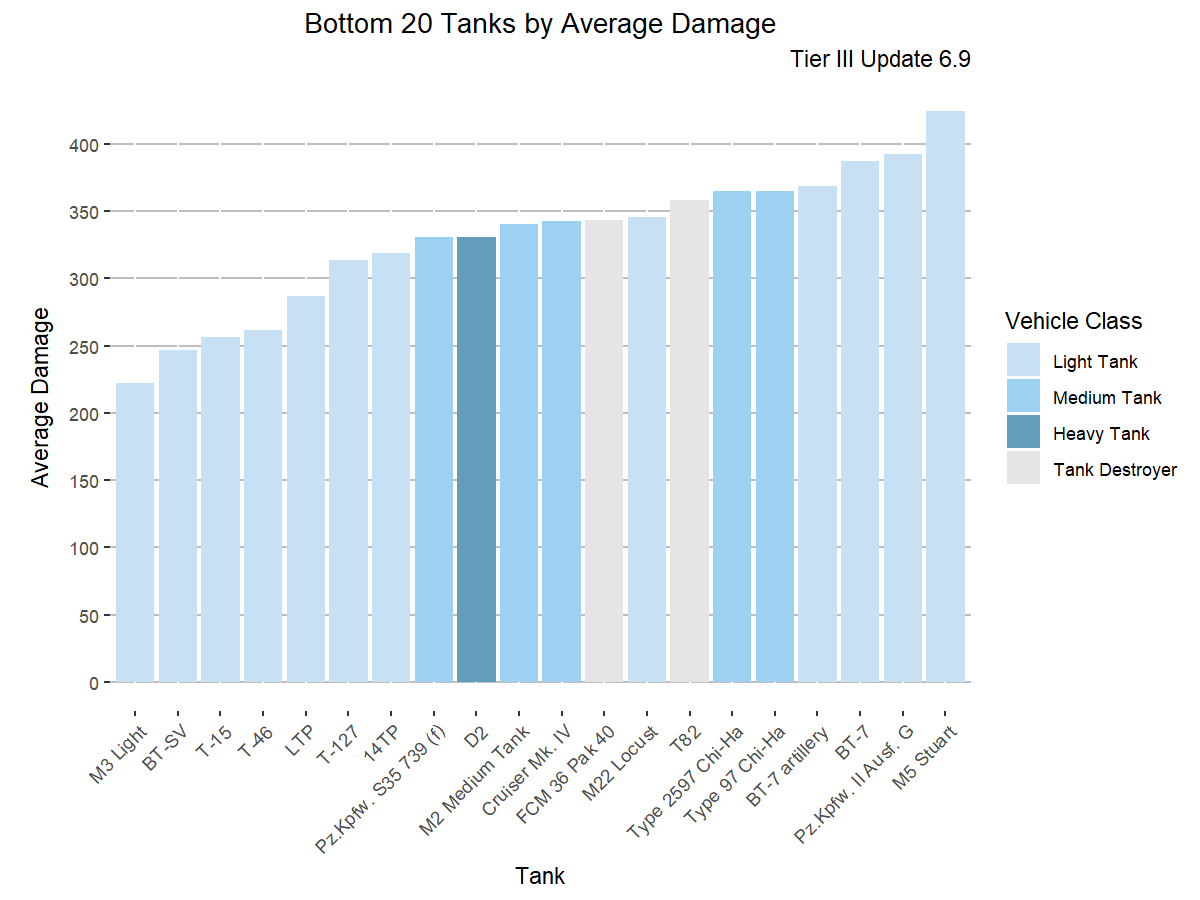 Bottom 20 Tanks by Average Damage
Tier III Update 6.9
Average Damage
400
350
300
250
200
150
100
50
0
M3 Light
BT-SV
T-15
T-46
LTP
T-127
14TP
Pz.Kpfw. S35 739 (f)
D2
M2 Medium Tank
Cruiser Mk. IV
FCM 36 Pak 40
M22 Locust
T82
Type 2597 Chi-Ha
Type 97 Chi-Ha
BT-7 artillery
BT-7
Pz.Kpfw. II Ausf. G
M5 Stuart
Tank
Vehicle Class
Light Tank
Medium Tank
Heavy Tank
Tank Destroyer